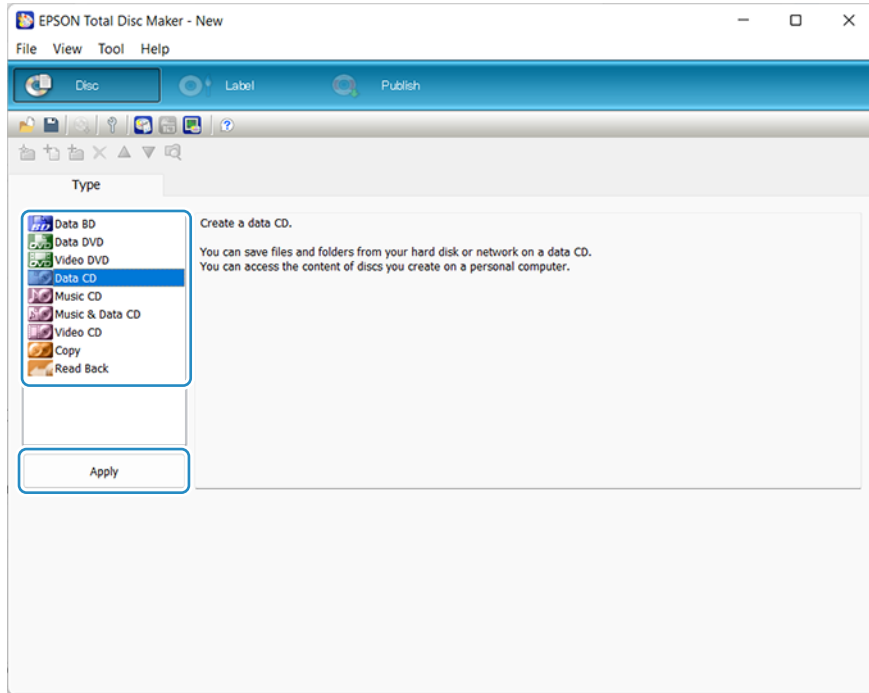 EPSON Total Disc Maker - New
File View Tool Help
Disc Label Publish
Type
Data BD
Data DVD
Video DVD
Data CD
Music CD
Music & Data CD
Video CD
Copy
Read Back
Apply
Create a data CD.
You can save files and folders from your hard disk or network on a data CD.
You can access the content of discs you create on a personal computer.